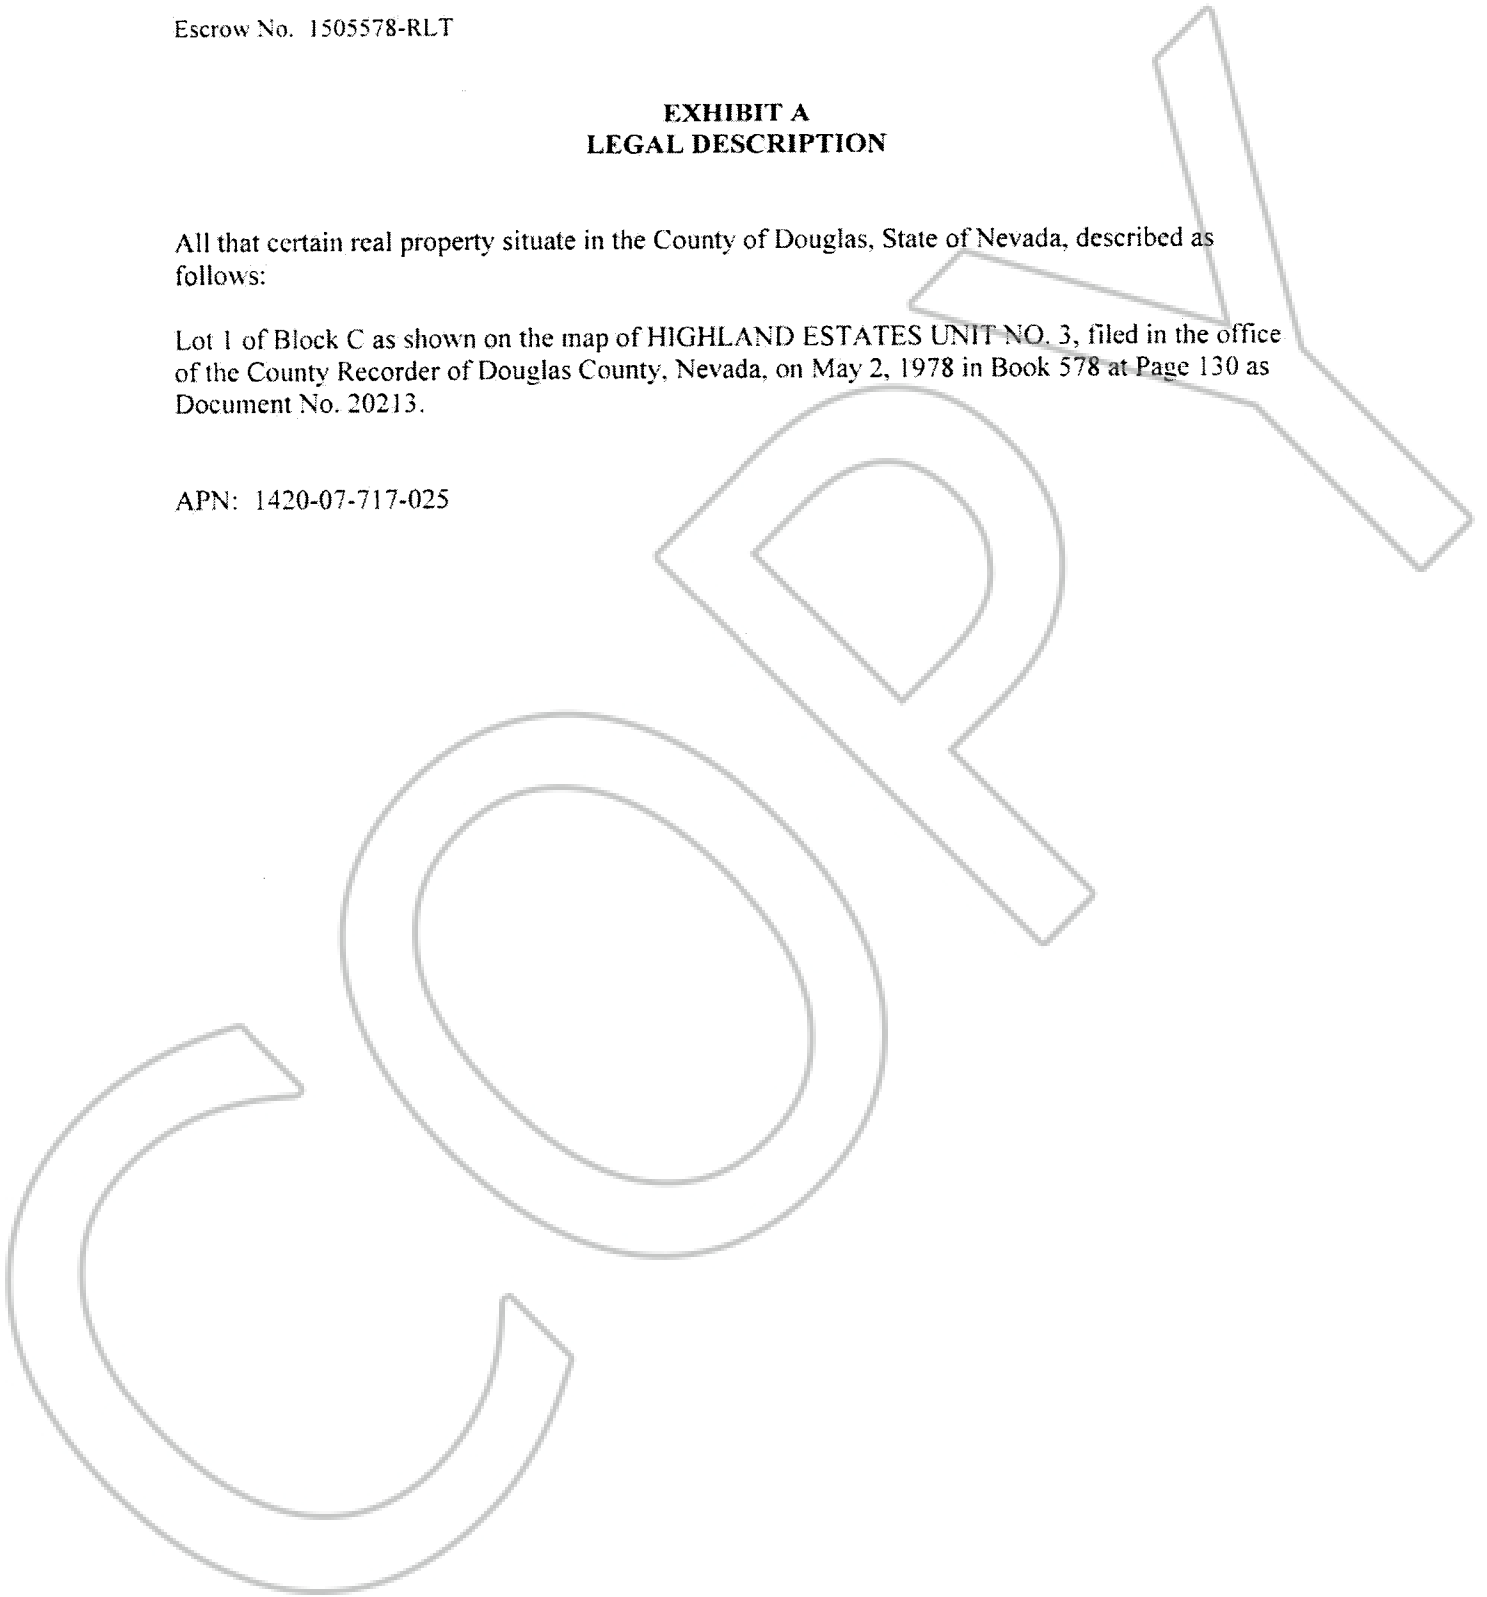 Escrow No. 1505578-RLT
EXHIBIT A
LEGAL DESCRIPTION
All that certain real property situate in the County of Douglas, State of Nevada, described as
follows:
Lot 1 of Block C as shown on the map of HIGHLAND ESTATES UNIT NO. 3, filed in the office
of the County Recorder of Douglas County, Nevada, on May 2, 1978 in Book 578 at Page 130 as
Document No. 20213.
APN: 1420-07-717-025
COPY